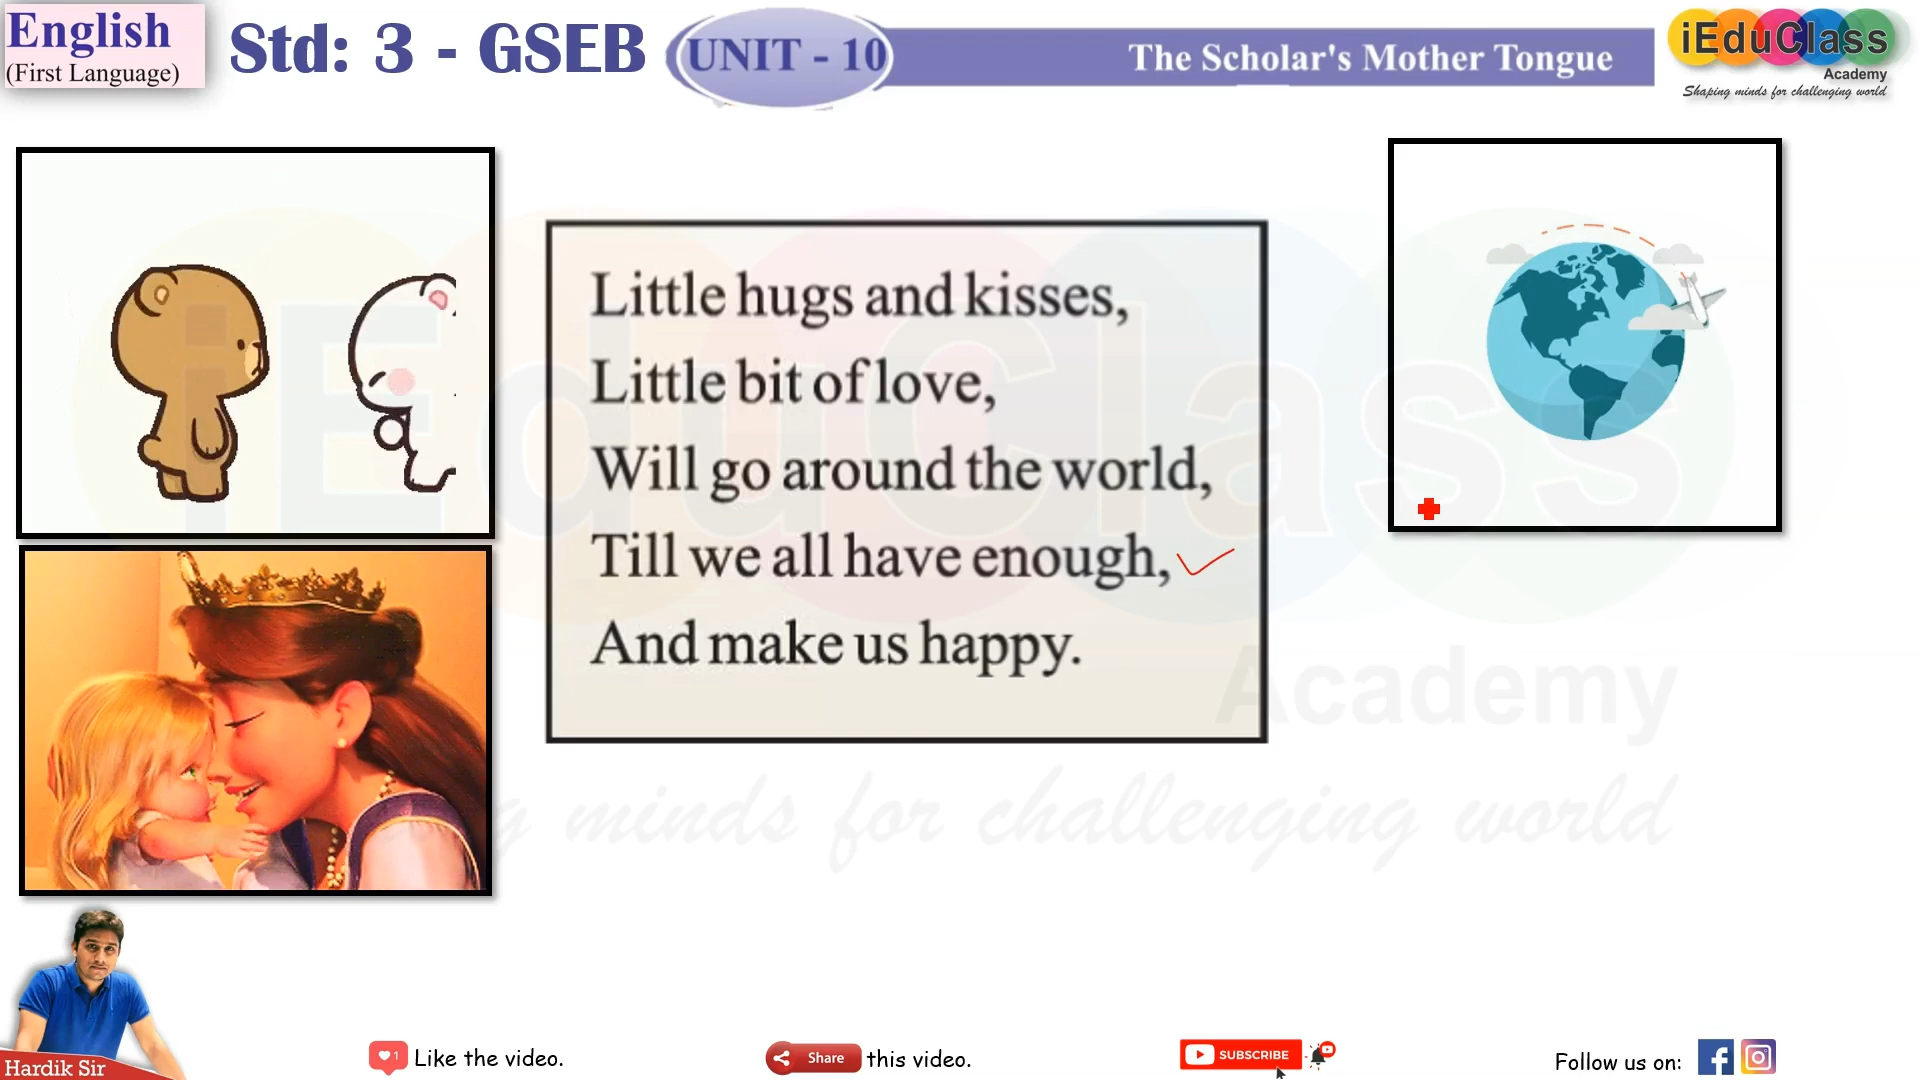 English
(First Language)
Std: 3 - GSEB
UNIT - 10
The Scholar's Mother Tongue
iEduClass
Academy
Shaping minds for challenging world
Little hugs and kisses,
Little bit of love,
Will go around the world,
Till we all have enough,
And make us happy.
iEduClass
Academy
g minds for challenging world
Hardik Sir
1
Like the video.
Share
this video.
SUBSCRIBE
Follow us on: